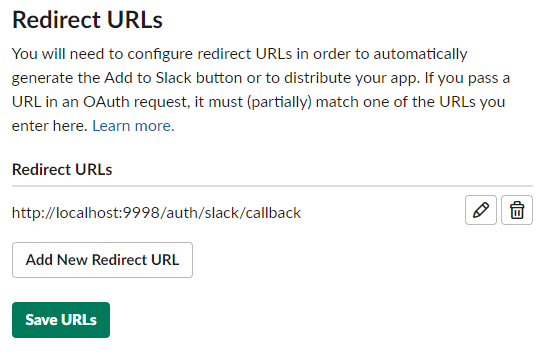 Redirect URLs
You will need to configure redirect URLs in order to automatically
generate the Add to Slack button or to distribute your app. If you pass a
URL in an OAuth request, it must (partially) match one of the URLs you
enter here. Learn more.
Redirect URLs
http://localhost:9998/auth/slack/callback
Add New Redirect URL
Save URLs